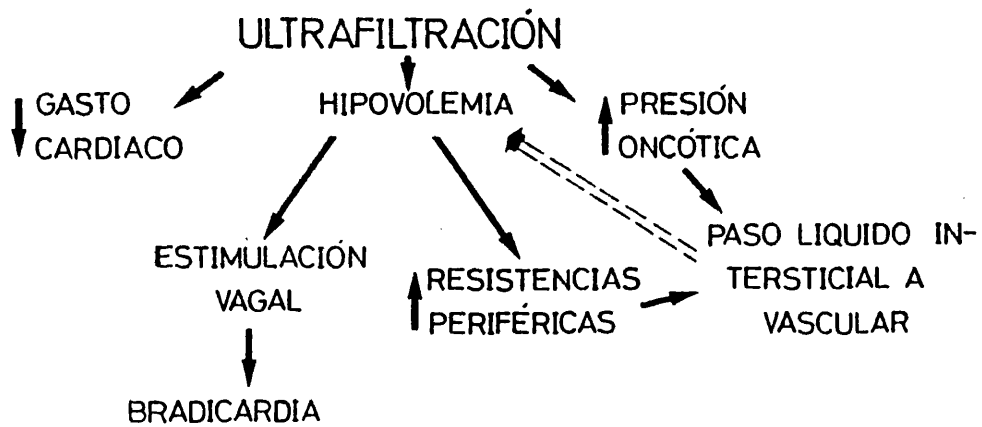 ULTRAFILTRACIÓN
GASTO
CARDIACO
HIPOVOLEMIA
PRESIÓN
ONCÓTICA
ESTIMULACIÓN
VAGAL
RESISTENCIAS
PERIFÉRICAS
PASO LIQUIDO IN-
TERSTICIAL A
VASCULAR
BRADICARDIA